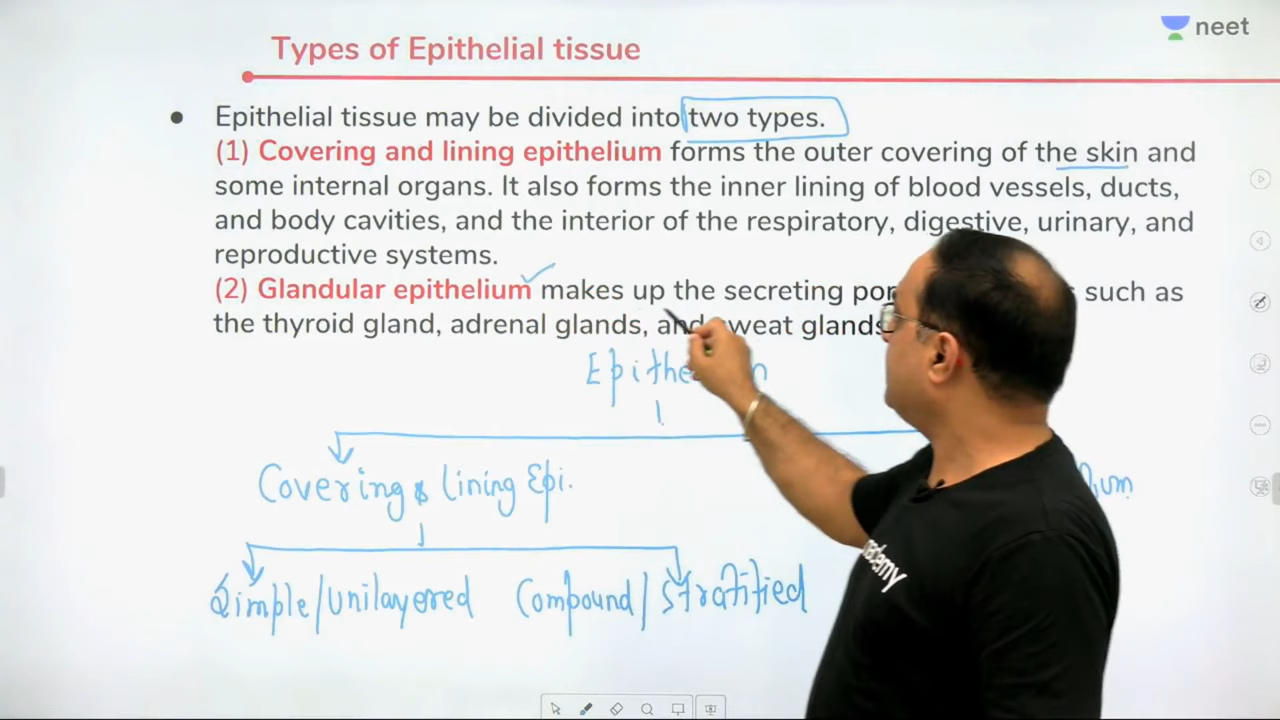 neet
Types of Epithelial tissue
Epithelial tissue may be divided into two types.
(1) Covering and lining epithelium forms the outer covering of the skin and
some internal organs. It also forms the inner lining of blood vessels, ducts,
and body cavities, and the interior of the respiratory, digestive, urinary, and
reproductive systems.
(2) Glandular epithelium makes up the secreting such as
the thyroid gland, adrenal glands, and sweat glands
Covering & lining Epi.
Simple/Unilayered Compound/Stratified